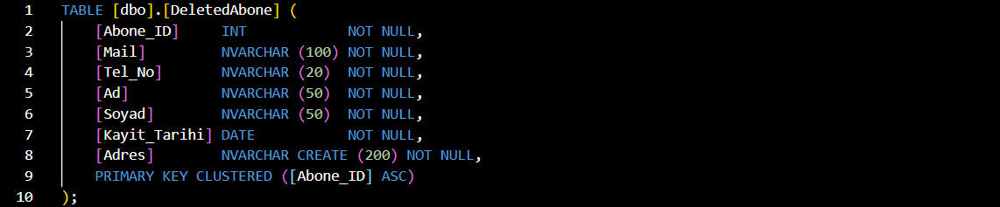 1 TABLE [dbo].[DeletedAbone] (
2 [Abone_ID] INT NOT NULL,
3 [Mail] NVARCHAR (100) NOT NULL,
4 [Tel_No] NVARCHAR (20) NOT NULL,
5 [Ad] NVARCHAR (50) NOT NULL,
6 [Soyad] NVARCHAR (50) NOT NULL,
7 [Kayit_Tarihi] DATE NOT NULL,
8 [Adres] NVARCHAR CREATE (200) NOT NULL,
9 PRIMARY KEY CLUSTERED ([Abone_ID] ASC)
10 );